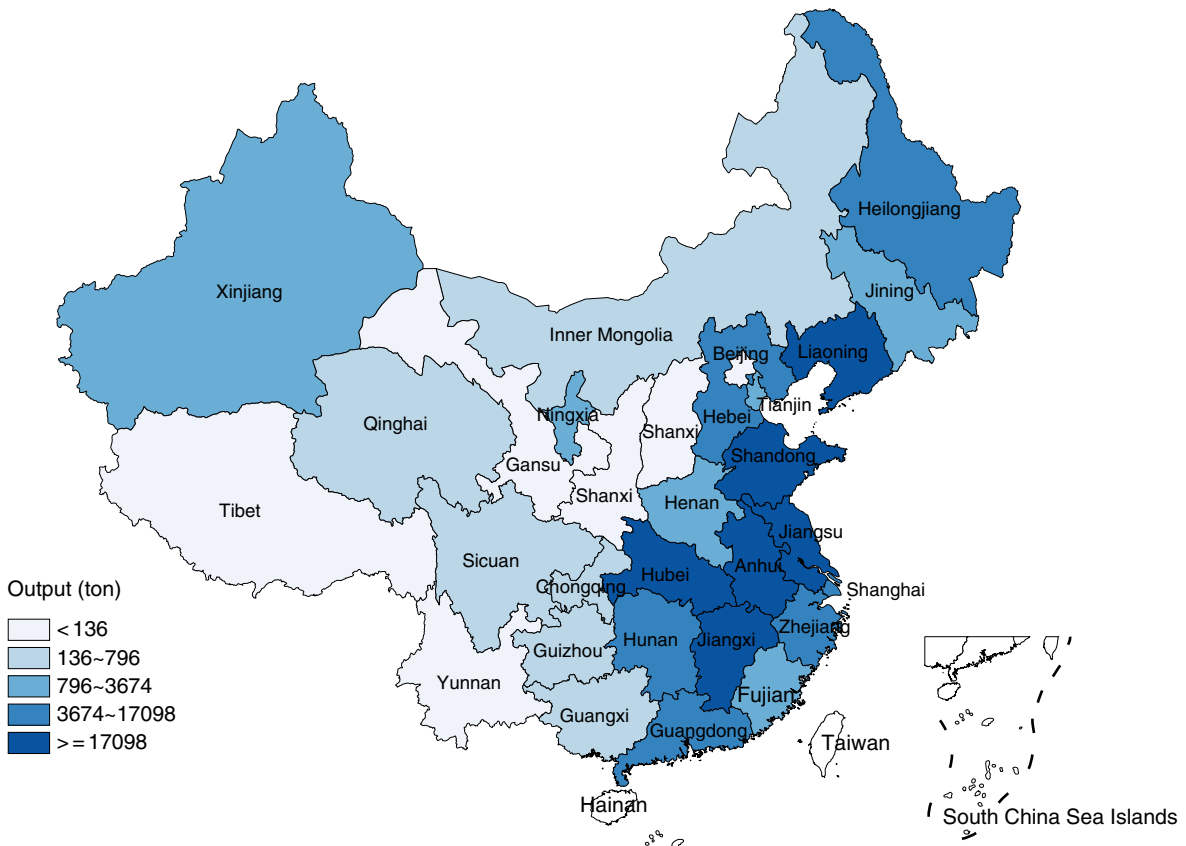 Heilongjiang
Jining
Xinjiang
Inner Mongolia
Beijing
Liaoning
Tianjin
Ningxia
Hebei
Qinghai
Shanxi
Shandong
Gansu
Shanxi
Henan
Tibet
Jiangsu
Sicuan
Anhui
Hubei
Chongqing
Shanghai
Output (ton)
<136
136~796
796~3674
3674~17098
>=17098
Zhejiang
Hunan
Jiangxi
Guizhou
Yunnan
Fujian
Guangxi
Guangdong
Taiwan
Hainan
South China Sea Islands